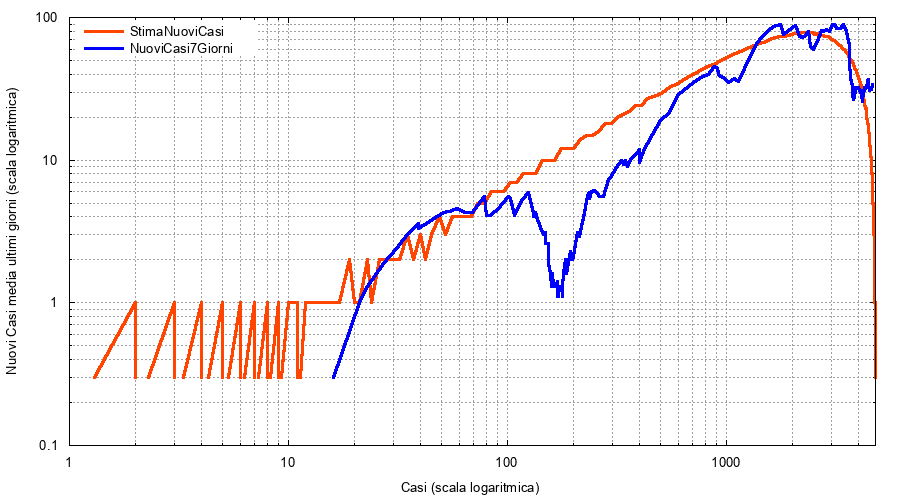 100
StimaNuoviCasi
NuoviCasi7Giorni
10
1
0.1
Nuovi Casi media ultimi giorni (scala logaritmica)
1 10 100 1000
Casi (scala logaritmica)